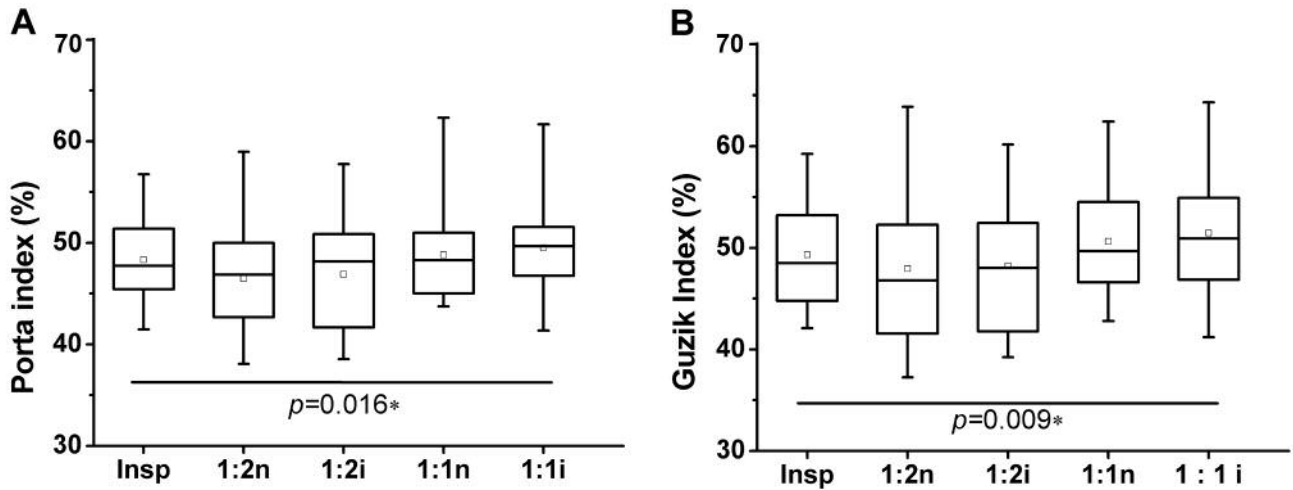 A
Porta index (%)
70
60
50
40
30
p=0.016*
Insp 1:2n 1:2i 1:1n 1:1i
B
Guzik Index (%)
70
60
50
40
30
p=0.009*
Insp 1:2n 1:2i 1:1n 1 : 1 i